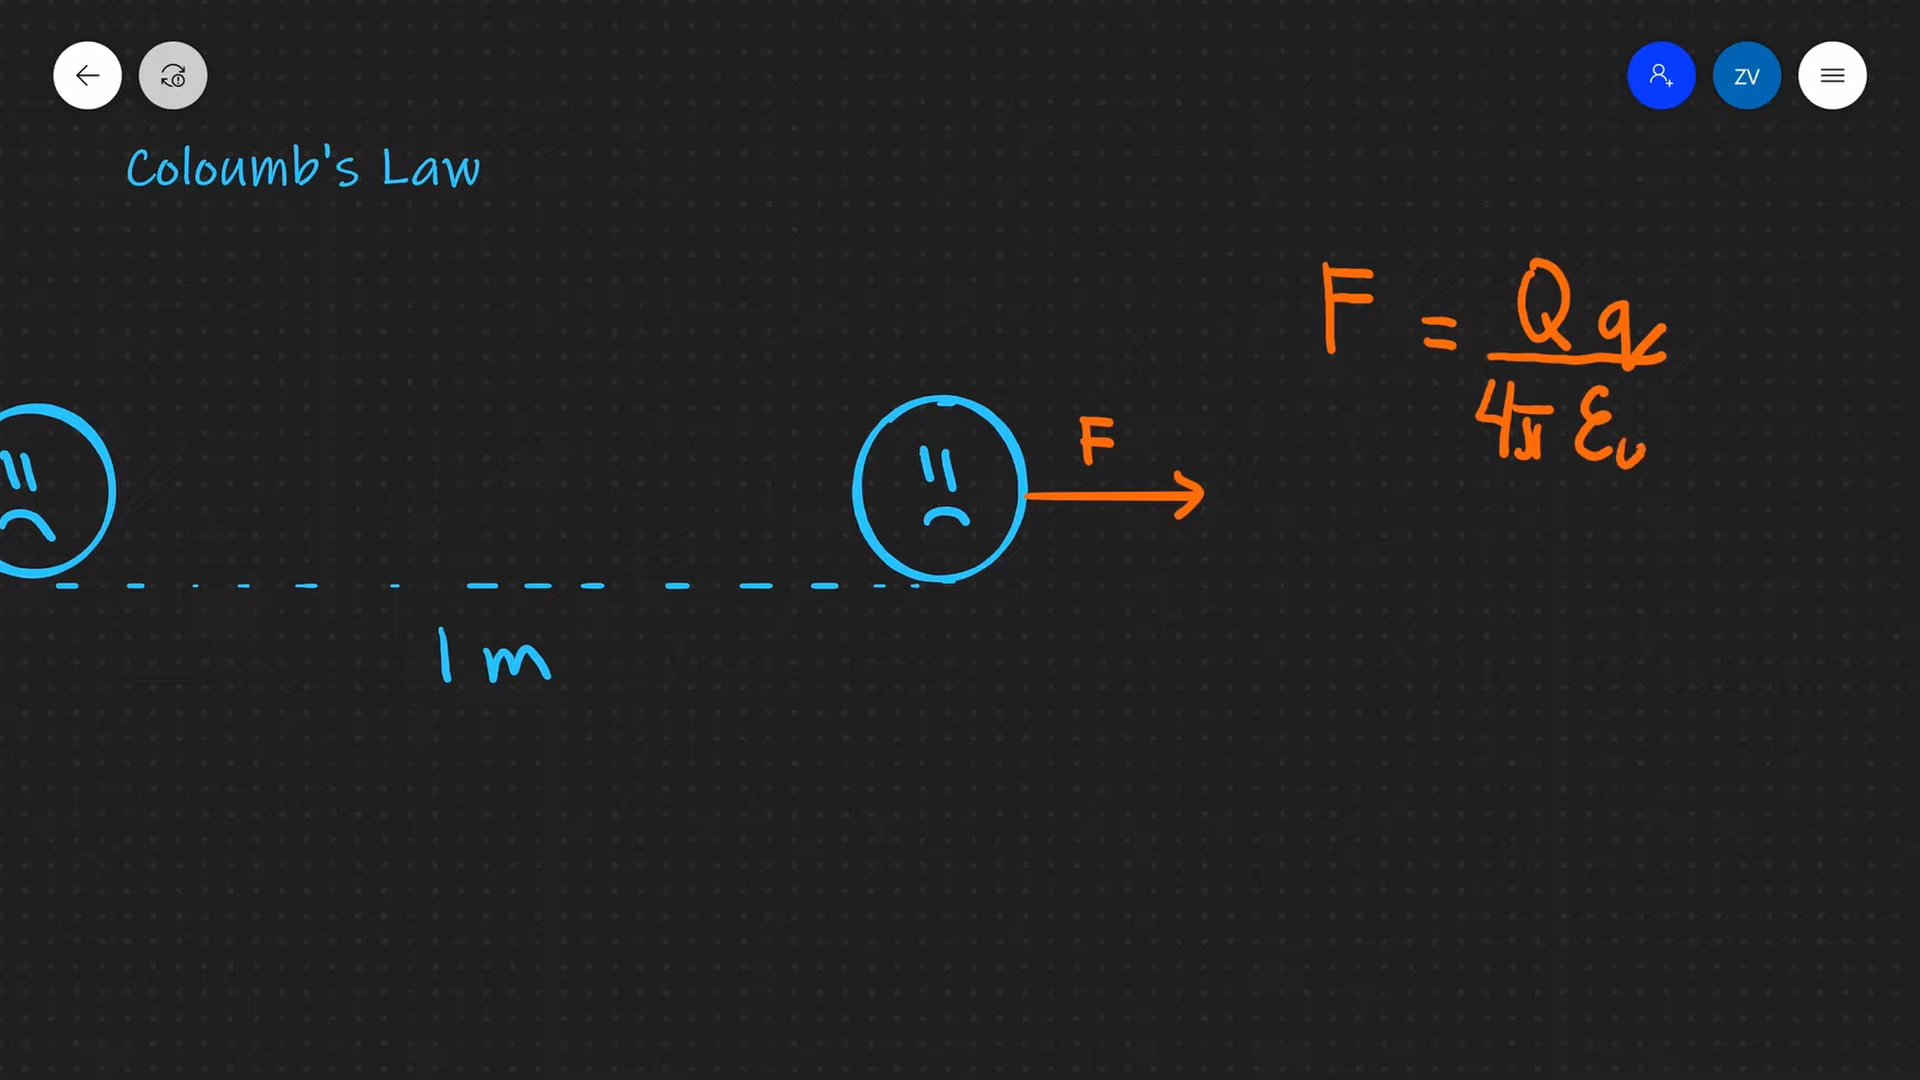 ZV
Coloumb's Law
F = Qq / 4π ε₀
F
1 m